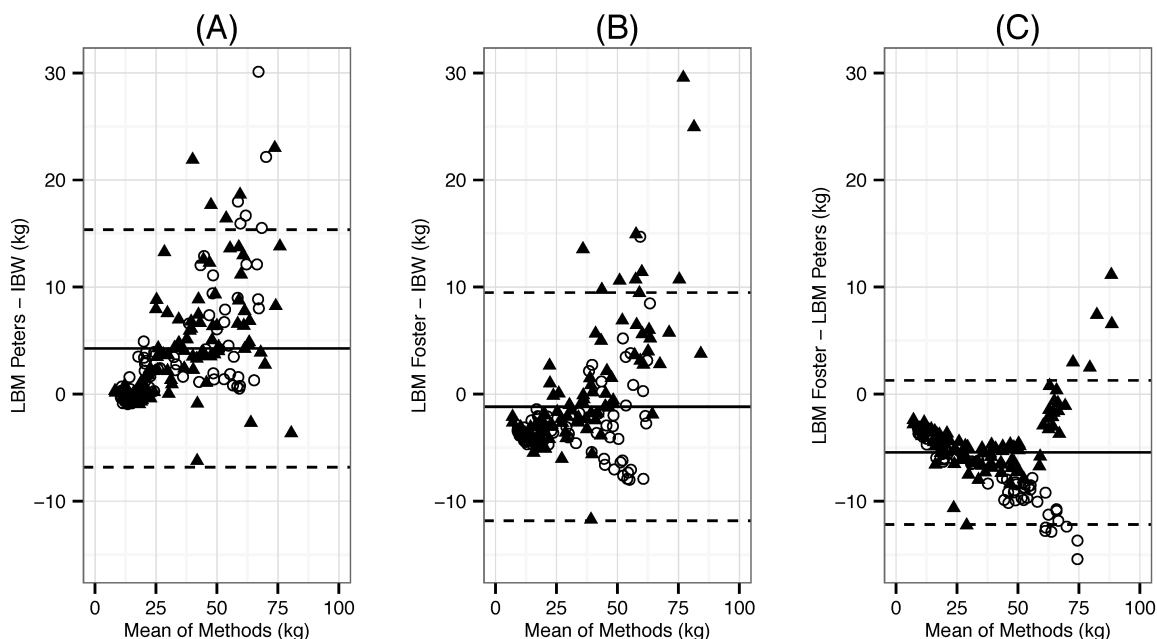 (A)
LBM Peters − IBW (kg)
30
20
10
0
−10
0 25 50 75 100
Mean of Methods (kg)
(B)
LBM Foster − IBW (kg)
30
20
10
0
−10
0 25 50 75 100
Mean of Methods (kg)
(C)
LBM Foster − LBM Peters (kg)
30
20
10
0
−10
0 25 50 75 100
Mean of Methods (kg)